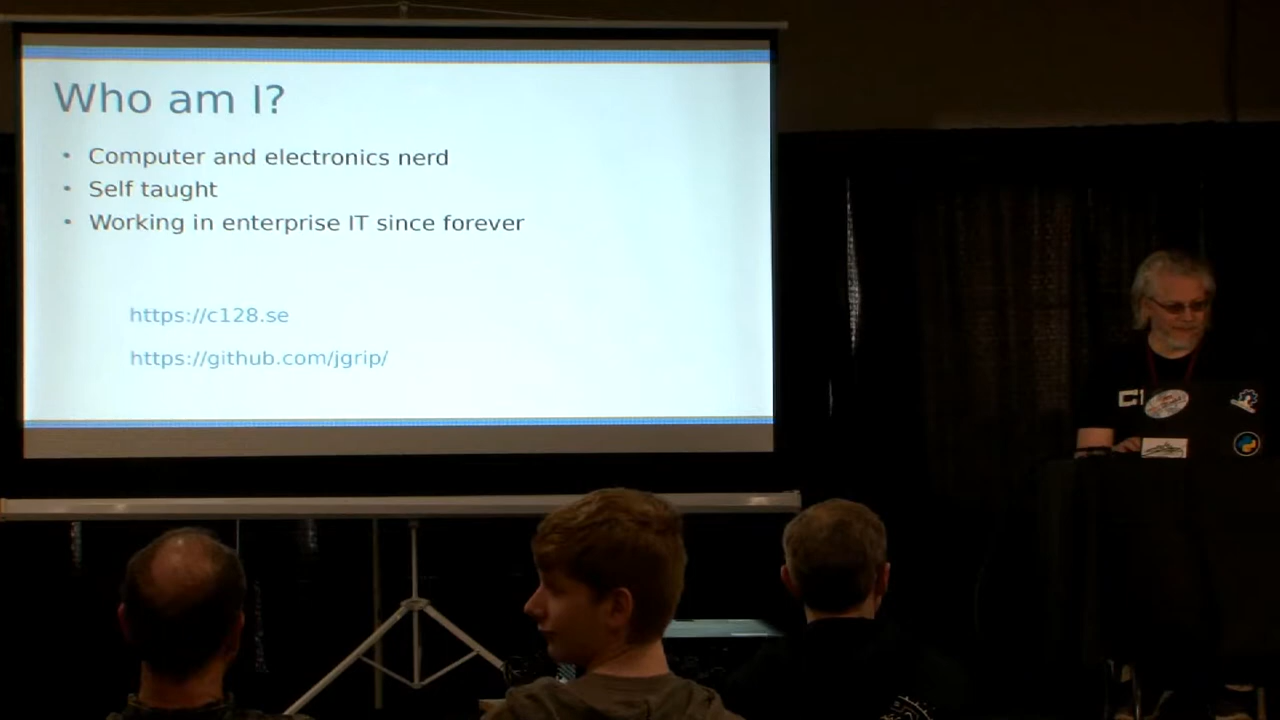 Who am I?
Computer and electronics nerd
Self taught
Working in enterprise IT since forever
https://c128.se
https://github.com/jgrip/